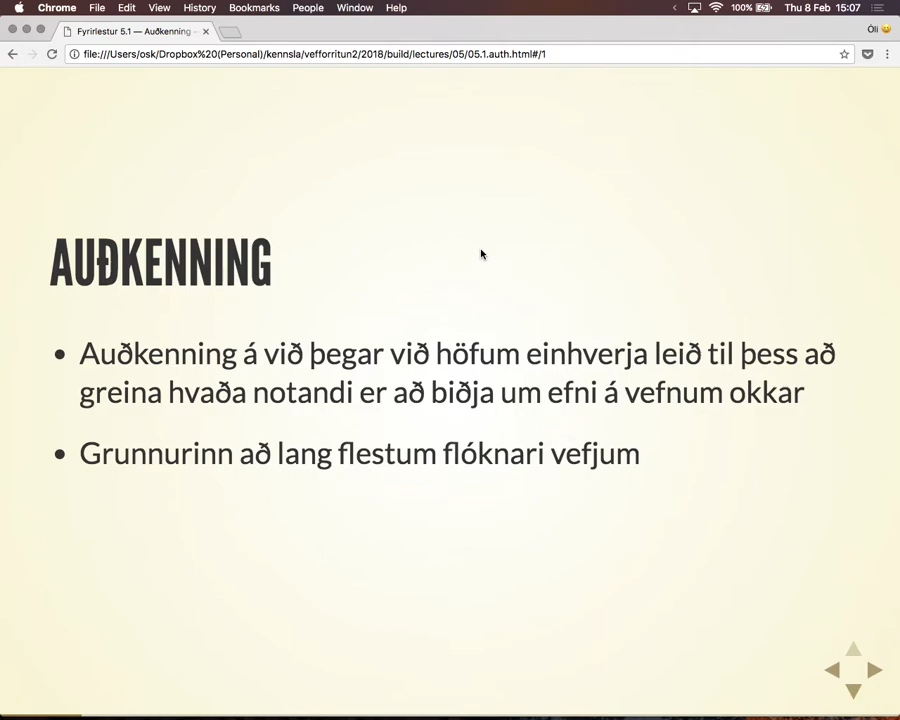 Chrome File Edit View History Bookmarks People Window Help 100% Thu 8 Feb 15:07
Fyrirlestur 5.1 — Auðkenning Óli
file:///Users/osk/Dropbox%20(Personal)/kennsla/vefforritun2/2018/build/lectures/05/05.1.auth.html#/1
AUÐKENNING
• Auðkenning á við þegar við höfum einhverja leið til þess að
greina hvaða notandi er að biðja um efni á vefnum okkar
• Grunnurinn að lang flestum flóknari vefjum